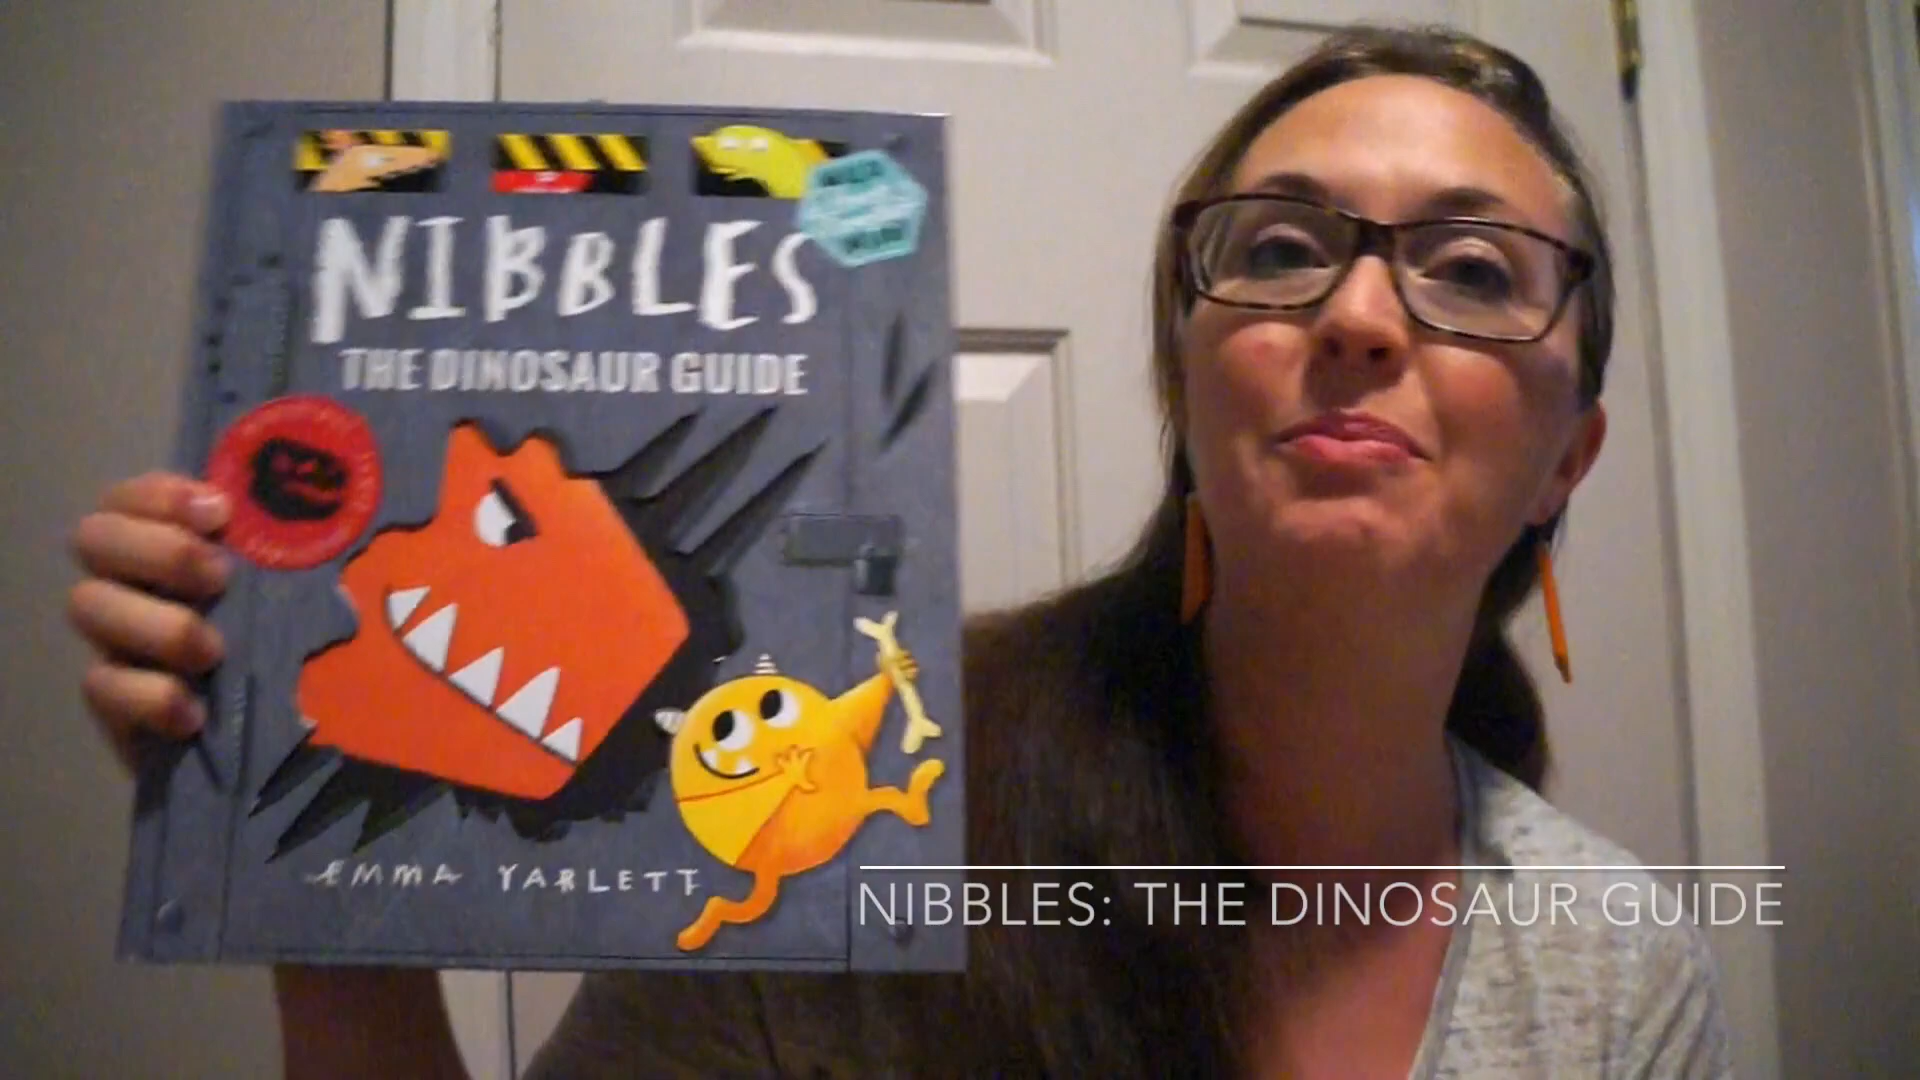 NIBBLES
THE DINOSAUR GUIDE
EMMA YARLETT
NIBBLES: THE DINOSAUR GUIDE